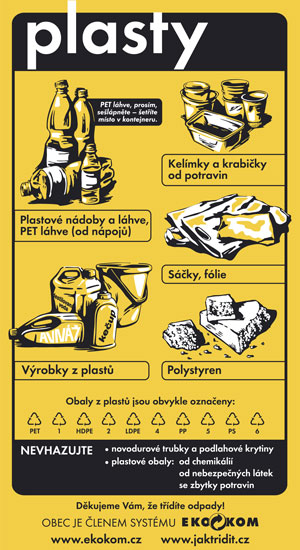 plasty
PET láhve, prosím,
sešlápněte – šetříte
místo v kontejneru.
Kelímky a krabičky
od potravin
Plastové nádoby a láhve,
PET láhve (od nápojů)
Sáčky, fólie
AVIVÁŽ
kečup
Výrobky z plastů
Polystyren
Obaly z plastů jsou obvykle označeny:
PET 1 HDPE 2 LDPE 4 PP 5 PS 6
NEVHAZUJTE
• novodurové trubky a podlahové krytiny
• plastové obaly: od chemikálií
od nebezpečných látek
se zbytky potravin
Děkujeme Vám, že třídíte odpady!
OBEC JE ČLENEM SYSTÉMU EKO KOM
www.ekokom.cz www.jaktridit.cz